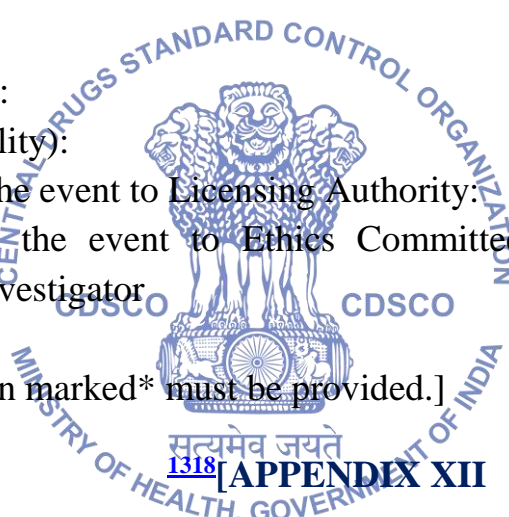 CENTRAL DRUGS STANDARD CONTROL ORGANIZATION
:
lity):
he event to Licensing Authority:
the event to Ethics Committee
vestigator
CDSCO CDSCO
n marked* must be provided.]
सत्यमेव जयते
1318[APPENDIX XII
MINISTRY OF HEALTH, GOVERNMENT OF INDIA